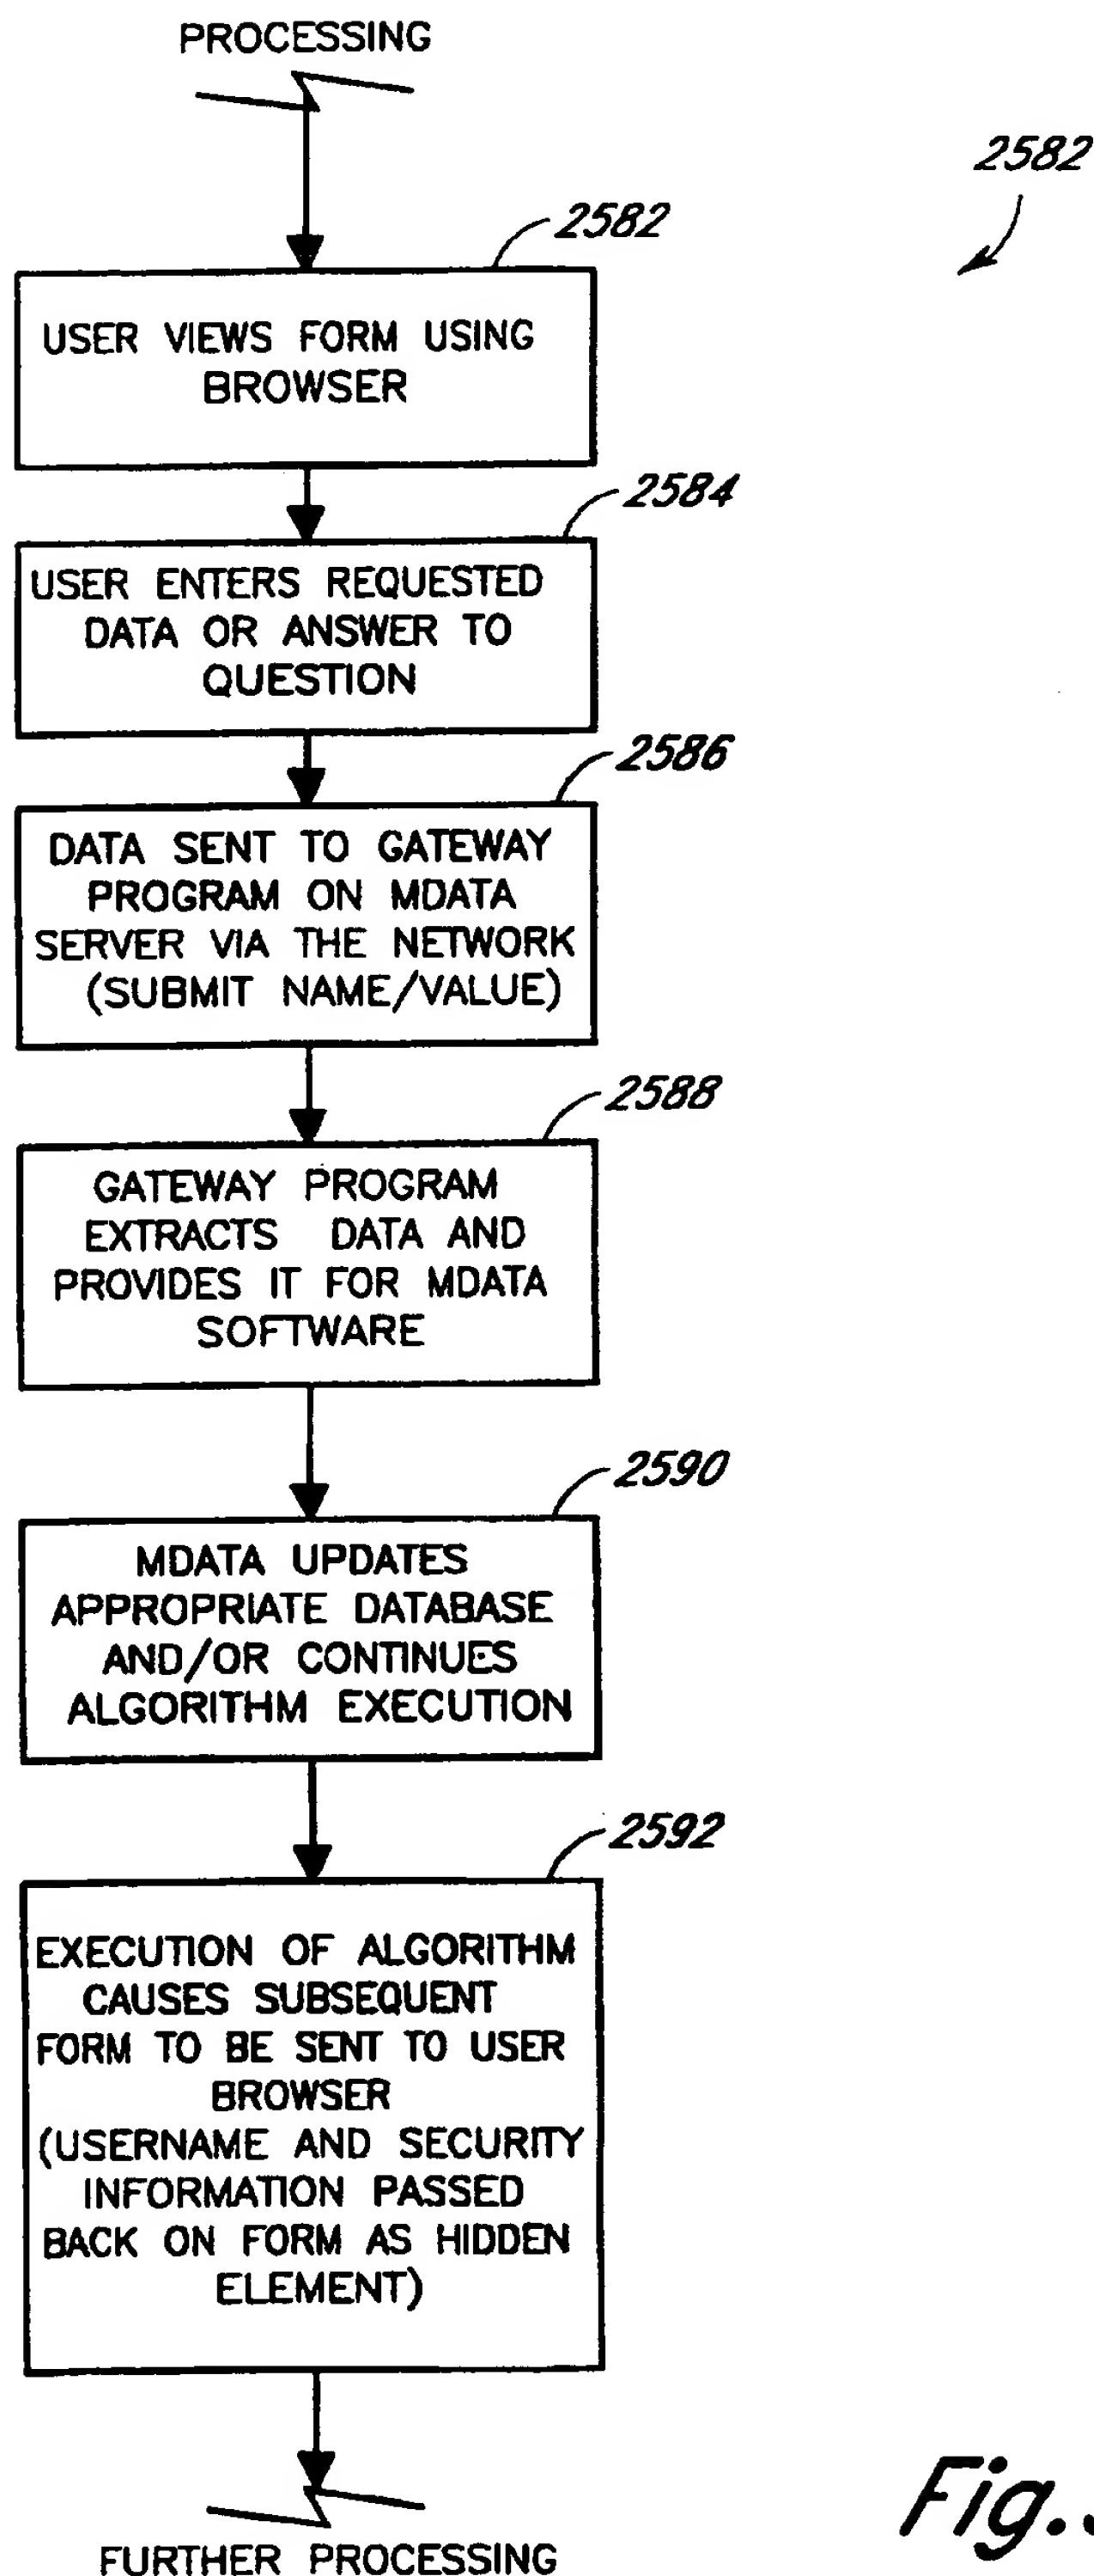 PROCESSING
2582
2582
USER VIEWS FORM USING
BROWSER
2584
USER ENTERS REQUESTED
DATA OR ANSWER TO
QUESTION
2586
DATA SENT TO GATEWAY
PROGRAM ON MDATA
SERVER VIA THE NETWORK
(SUBMIT NAME/VALUE)
2588
GATEWAY PROGRAM
EXTRACTS DATA AND
PROVIDES IT FOR MDATA
SOFTWARE
2590
MDATA UPDATES
APPROPRIATE DATABASE
AND/OR CONTINUES
ALGORITHM EXECUTION
2592
EXECUTION OF ALGORITHM
CAUSES SUBSEQUENT
FORM TO BE SENT TO USER
BROWSER
(USERNAME AND SECURITY
INFORMATION PASSED
BACK ON FORM AS HIDDEN
ELEMENT)
Fig.
FURTHER PROCESSING